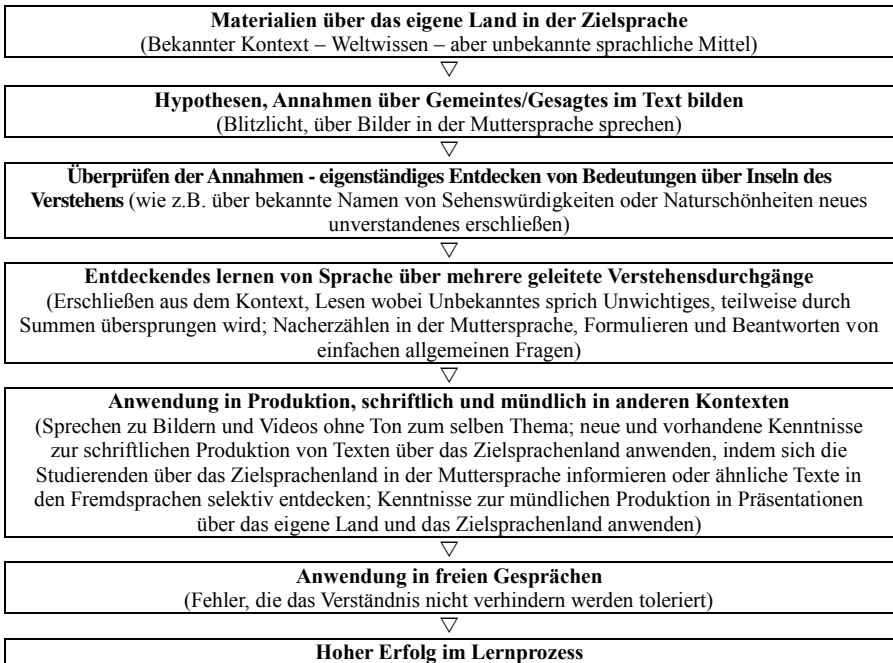 Materialien über das eigene Land in der Zielsprache
(Bekannter Kontext – Weltwissen – aber unbekannte sprachliche Mittel)
▽
Hypothesen, Annahmen über Gemeintes/Gesagtes im Text bilden
(Blitzlicht, über Bilder in der Muttersprache sprechen)
▽
Überprüfen der Annahmen - eigenständiges Entdecken von Bedeutungen über Inseln des
Verstehens (wie z.B. über bekannte Namen von Sehenswürdigkeiten oder Naturschönheiten neues
unverstandenes erschließen)
▽
Entdeckendes lernen von Sprache über mehrere geleitete Verstehensdurchgänge
(Erschließen aus dem Kontext, Lesen wobei Unbekanntes sprich Unwichtiges, teilweise durch
Summen übersprungen wird; Nacherzählen in der Muttersprache, Formulieren und Beantworten von
einfachen allgemeinen Fragen)
▽
Anwendung in Produktion, schriftlich und mündlich in anderen Kontexten
(Sprechen zu Bildern und Videos ohne Ton zum selben Thema; neue und vorhandene Kenntnisse
zur schriftlichen Produktion von Texten über das Zielsprachenland anwenden, indem sich die
Studierenden über das Zielsprachenland in der Muttersprache informieren oder ähnliche Texte in
den Fremdsprachen selektiv entdecken; Kenntnisse zur mündlichen Produktion in Präsentationen
über das eigene Land und das Zielsprachenland anwenden)
▽
Anwendung in freien Gesprächen
(Fehler, die das Verständnis nicht verhindern werden toleriert)
▽
Hoher Erfolg im Lernprozess